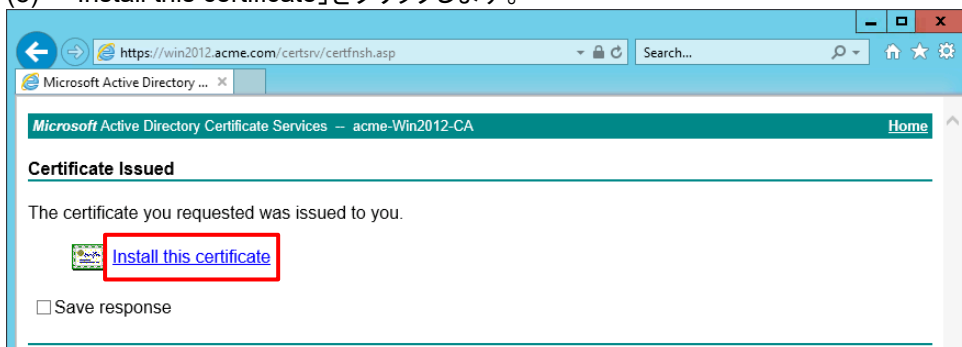 Install this certificate」をクリックします。
https://win2012.acme.com/certsrv/certfnsh.asp
Search...
Microsoft Active Directory ...
Microsoft Active Directory Certificate Services -- acme-Win2012-CA
Home
Certificate Issued
The certificate you requested was issued to you.
Install this certificate
Save response